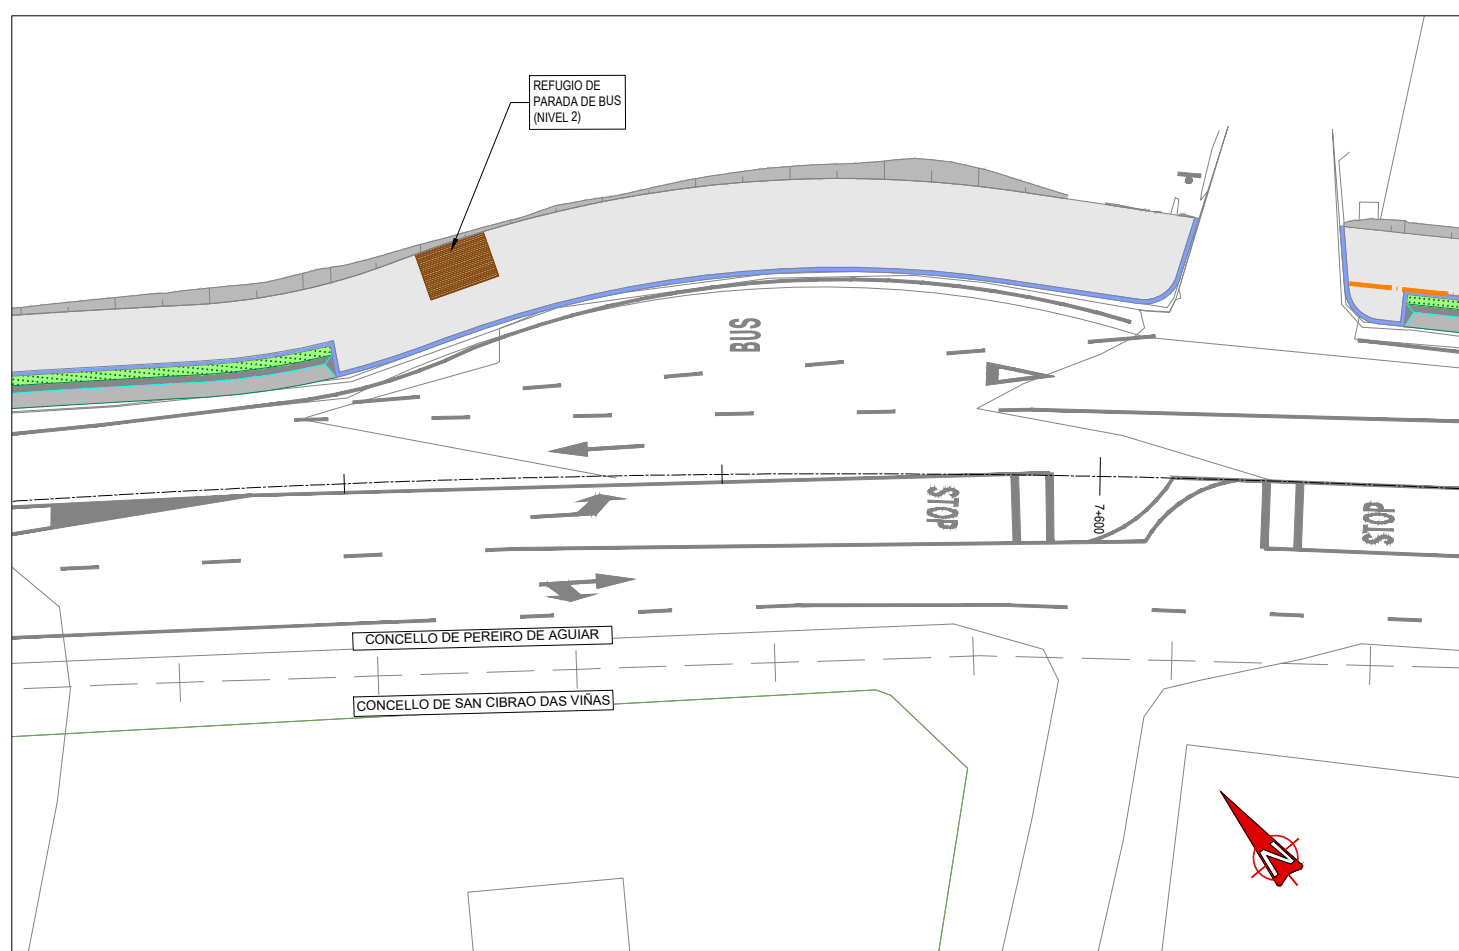 REFUGIO DE
PARADA DE BUS
(NIVEL 2)
BUS
STOP
7+600
STOP
CONCELLO DE PEREIRO DE AGUIAR
CONCELLO DE SAN CIBRAO DAS VIÑAS
N